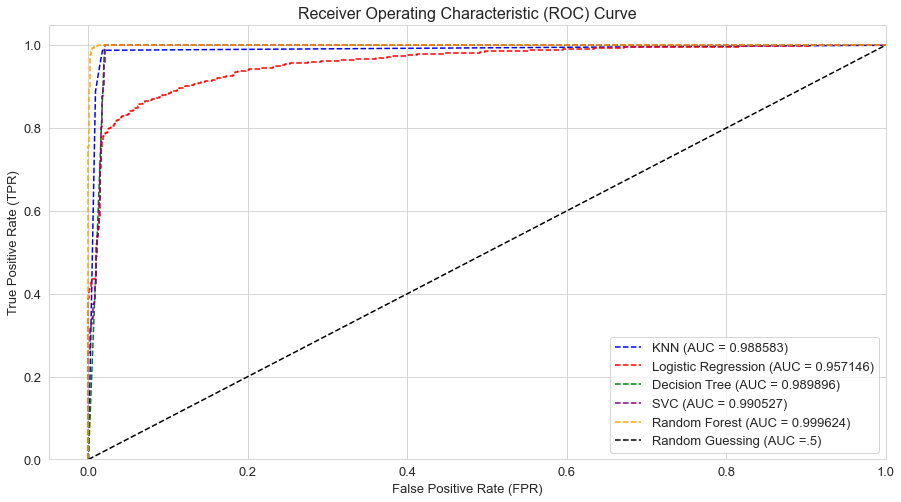 Receiver Operating Characteristic (ROC) Curve
True Positive Rate (TPR)
1.0
0.8
0.6
0.4
0.2
0.0
KNN (AUC = 0.988583)
Logistic Regression (AUC = 0.957146)
Decision Tree (AUC = 0.989896)
SVC (AUC = 0.990527)
Random Forest (AUC = 0.999624)
Random Guessing (AUC =.5)
0.0 0.2 0.4 0.6 0.8 1.0
False Positive Rate (FPR)